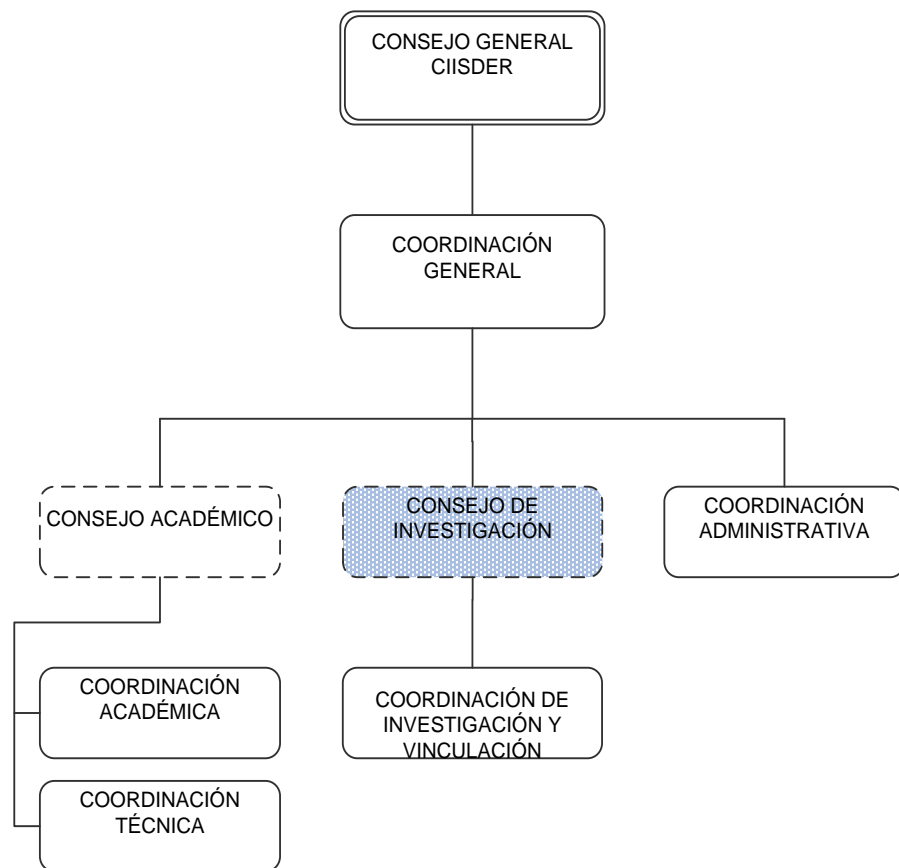 CONSEJO GENERAL
CIISDER
COORDINACIÓN
GENERAL
CONSEJO ACADÉMICO
CONSEJO DE
INVESTIGACIÓN
COORDINACIÓN
ADMINISTRATIVA
COORDINACIÓN
ACADÉMICA
COORDINACIÓN DE
INVESTIGACIÓN Y
VINCULACIÓN
COORDINACIÓN
TÉCNICA